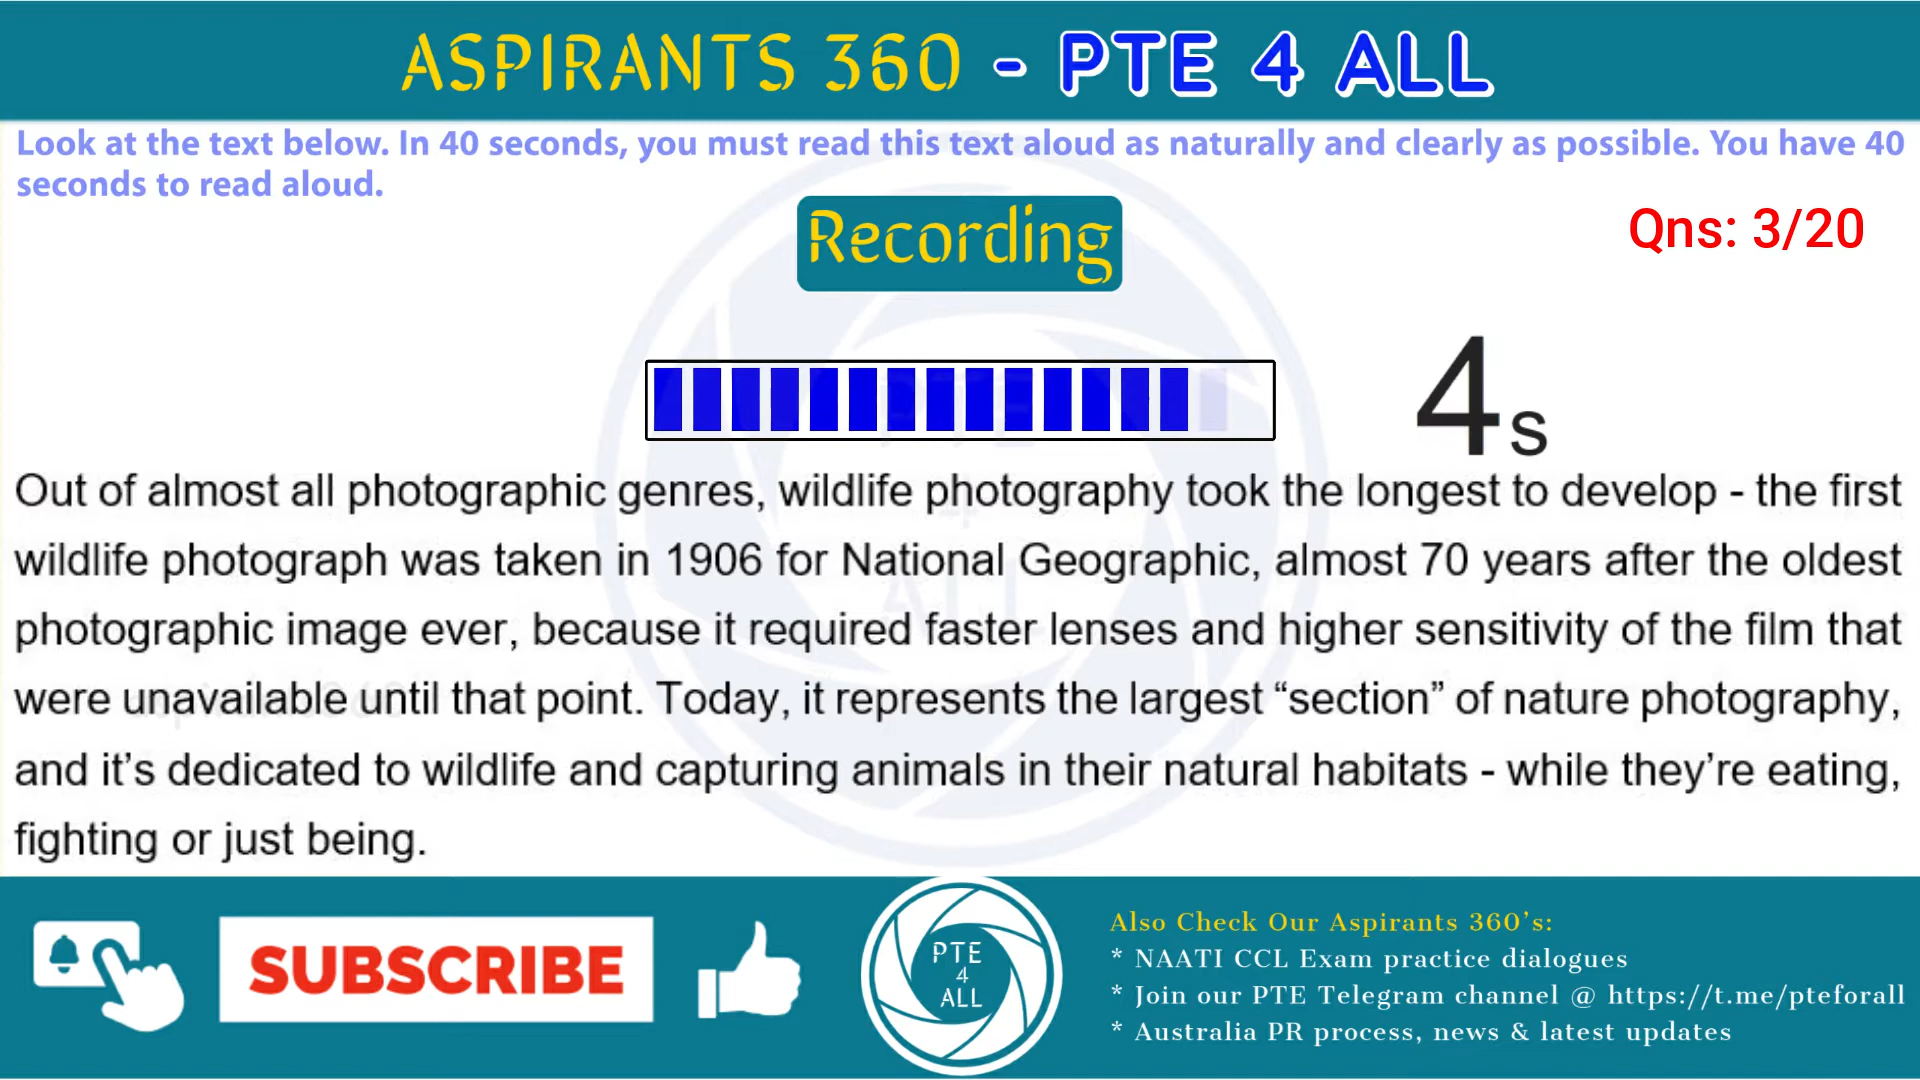 ASPIRANTS 360 - PTE 4 ALL
Look at the text below. In 40 seconds, you must read this text aloud as naturally and clearly as possible. You have 40
seconds to read aloud.
Recording
Qns: 3/20
4s
Out of almost all photographic genres, wildlife photography took the longest to develop - the first
wildlife photograph was taken in 1906 for National Geographic, almost 70 years after the oldest
photographic image ever, because it required faster lenses and higher sensitivity of the film that
were unavailable until that point. Today, it represents the largest “section” of nature photography,
and it’s dedicated to wildlife and capturing animals in their natural habitats - while they’re eating,
fighting or just being.
SUBSCRIBE
PTE
4
ALL
Also Check Our Aspirants 360’s:
* NAATI CCL Exam practice dialogues
* Join our PTE Telegram channel @ https://t.me/pteforall
* Australia PR process, news & latest updates